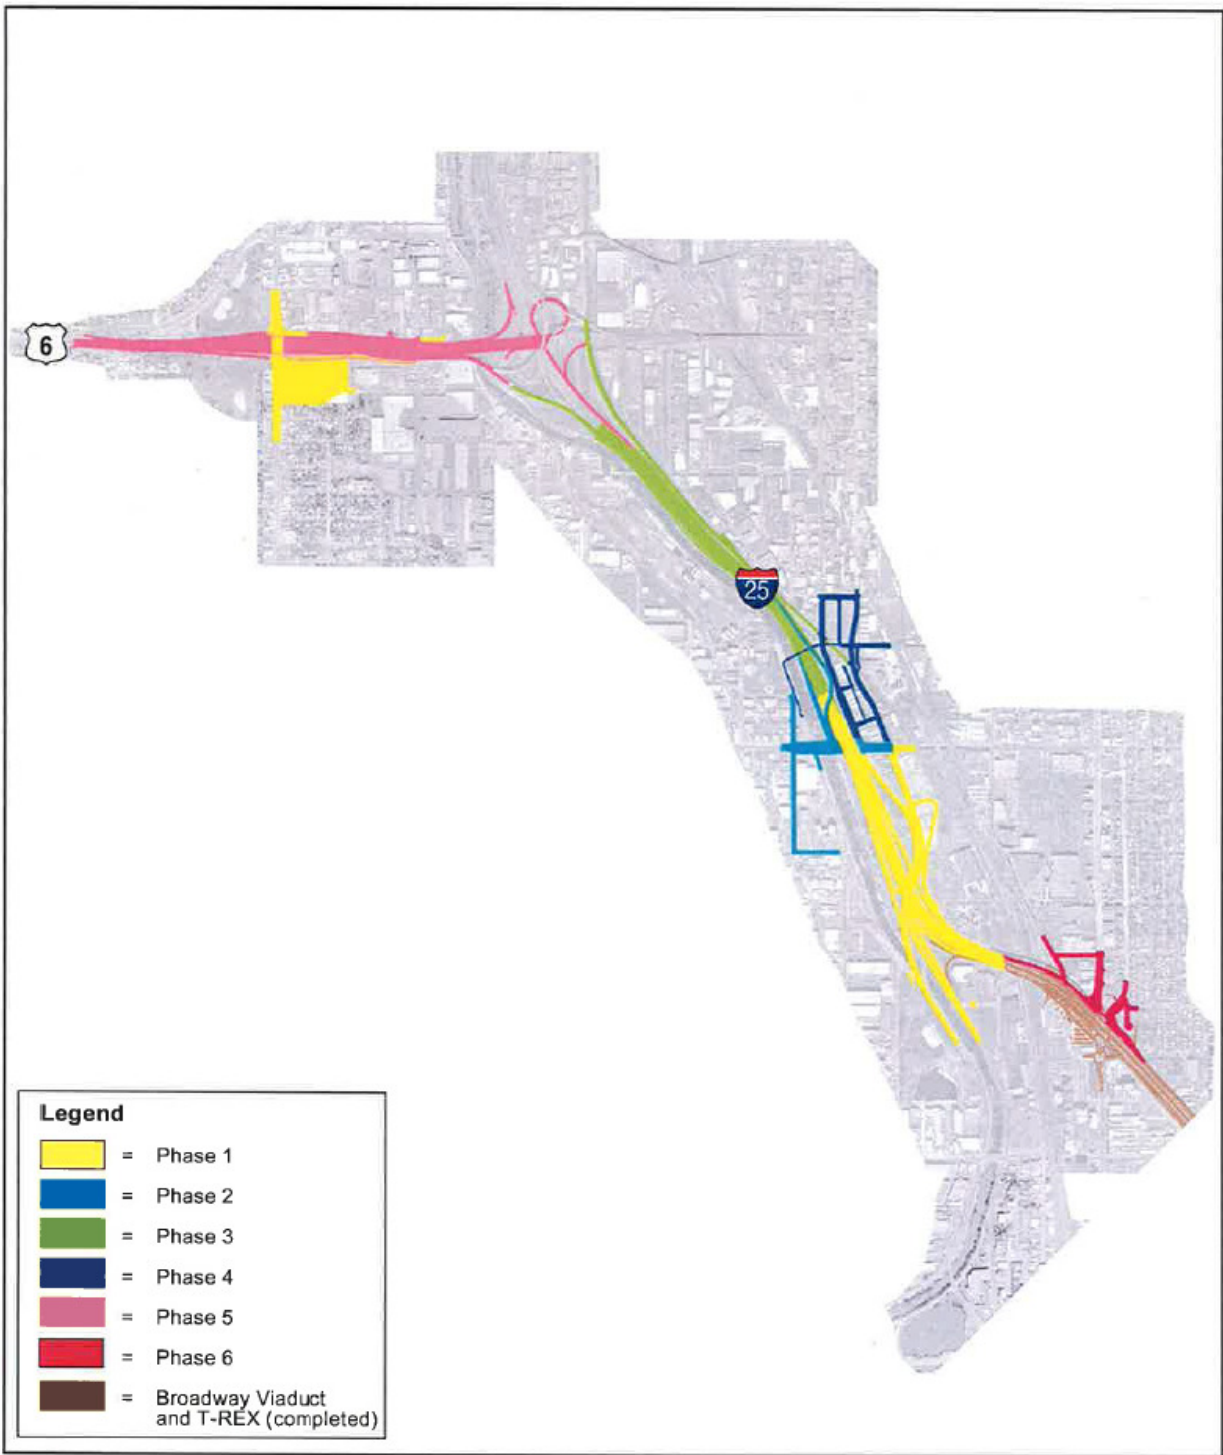 6
25
Legend
= Phase 1
= Phase 2
= Phase 3
= Phase 4
= Phase 5
= Phase 6
= Broadway Viaduct
and T-REX (completed)